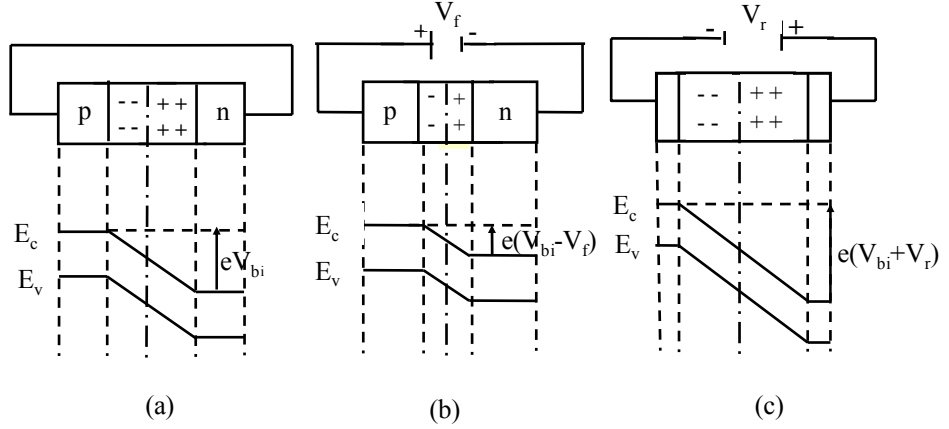 V_f
V_r
+ -
- +
p -- ++ n
-- ++
p - + n
- +
-- ++
-- ++
E_c
E_v
eV_bi
E_c
E_v
e(V_bi-V_f)
E_c
E_v
e(V_bi+V_r)
(a)
(b)
(c)